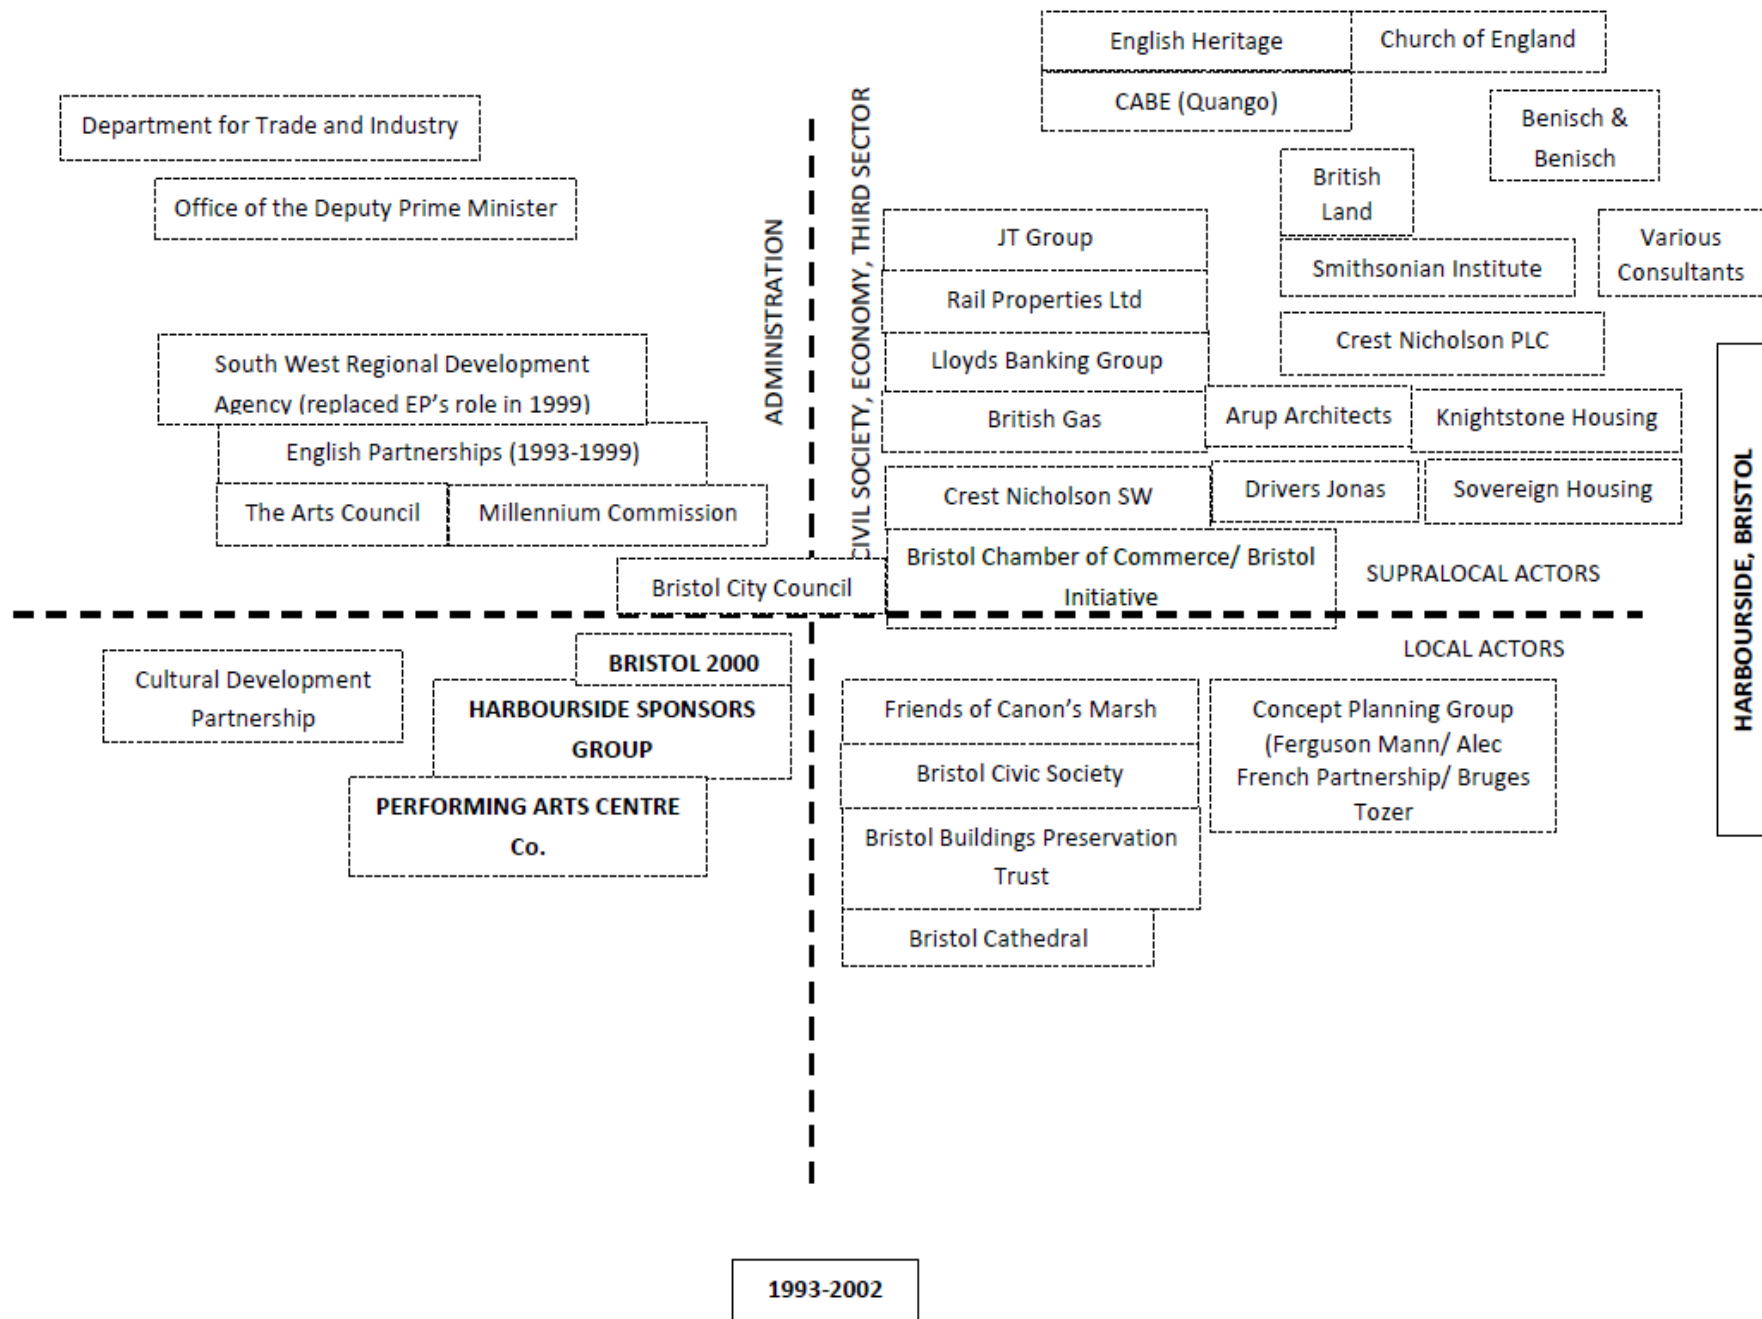 English Heritage
Church of England
CABE (Quango)
Department for Trade and Industry
Benisch &
Benisch
Office of the Deputy Prime Minister
British
Land
JT Group
Various
Consultants
Smithsonian Institute
Rail Properties Ltd
ADMINISTRATION
CIVIL SOCIETY, ECONOMY, THIRD SECTOR
Crest Nicholson PLC
South West Regional Development
Agency (replaced EP's role in 1999)
Lloyds Banking Group
British Gas
Arup Architects
Knightstone Housing
English Partnerships (1993-1999)
Crest Nicholson SW
Drivers Jonas
Sovereign Housing
The Arts Council
Millennium Commission
HARBOURSIDE, BRISTOL
Bristol City Council
Bristol Chamber of Commerce/ Bristol
Initiative
SUPRALOCAL ACTORS
LOCAL ACTORS
Cultural Development
Partnership
BRISTOL 2000
HARBOURSIDE SPONSORS
GROUP
PERFORMING ARTS CENTRE
Co.
Friends of Canon's Marsh
Concept Planning Group
(Ferguson Mann/ Alec
French Partnership/ Bruges
Tozer
Bristol Civic Society
Bristol Buildings Preservation
Trust
Bristol Cathedral
1993-2002